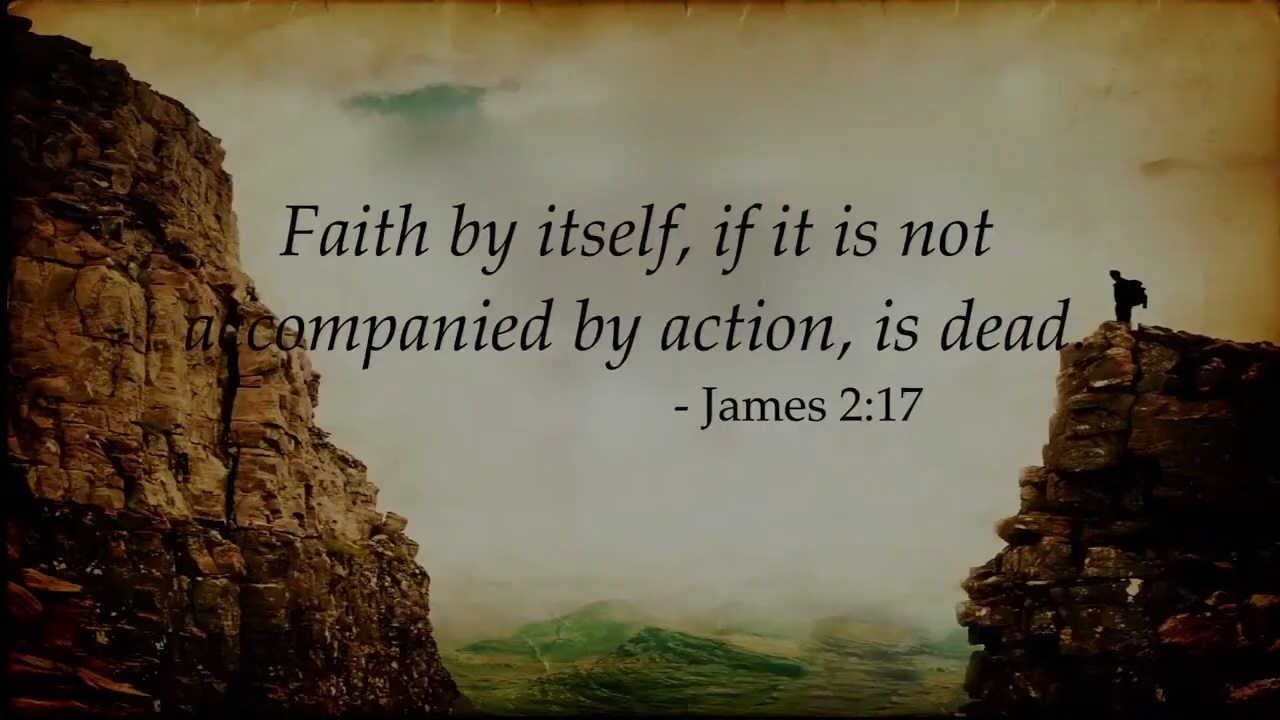 Faith by itself, if it is not
accompanied by action, is dead.
- James 2:17